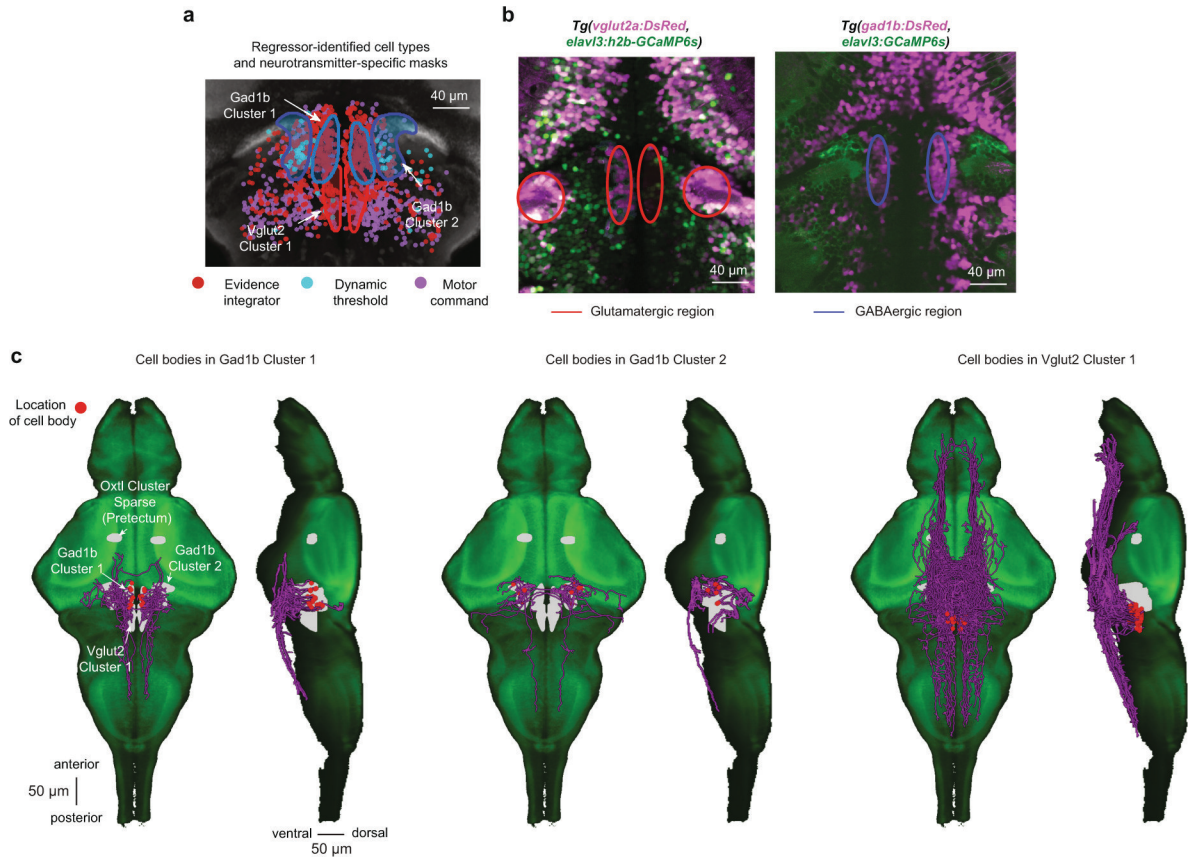 a
Regressor-identified cell types
and neurotransmitter-specific masks
Gad1b
Cluster 1
40 µm
Gad1b
Cluster 2
Vglut2
Cluster 1
Evidence
integrator
Dynamic
threshold
Motor
command
b
Tg(vglut2a:DsRed,
elavl3:h2b-GCaMP6s)
40 µm
Glutamatergic region
Tg(gad1b:DsRed,
elavl3:GCaMP6s)
40 µm
GABAergic region
c
Cell bodies in Gad1b Cluster 1
Location
of cell body
Oxtl Cluster
Sparse
(Pretectum)
Gad1b
Cluster 1
Gad1b
Cluster 2
Vglut2
Cluster 1
anterior
50 µm
posterior
ventral
dorsal
50 µm
Cell bodies in Gad1b Cluster 2
Cell bodies in Vglut2 Cluster 1